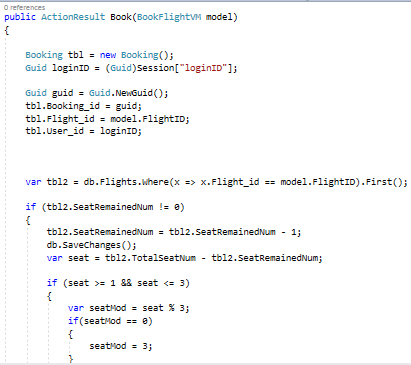 0 references
public ActionResult Book(BookFlightVM model)
{
Booking tbl = new Booking();
Guid loginID = (Guid)Session["loginID"];
Guid guid = Guid.NewGuid();
tbl.Booking_id = guid;
tbl.Flight_id = model.FlightID;
tbl.User_id = loginID;
var tbl2 = db.Flights.Where(x => x.Flight_id == model.FlightID).First();
if (tbl2.SeatRemainedNum != 0)
{
tbl2.SeatRemainedNum = tbl2.SeatRemainedNum - 1;
db.SaveChanges();
var seat = tbl2.TotalSeatNum - tbl2.SeatRemainedNum;
if (seat >= 1 && seat <= 3)
{
var seatMod = seat % 3;
if(seatMod == 0)
{
seatMod = 3;
}